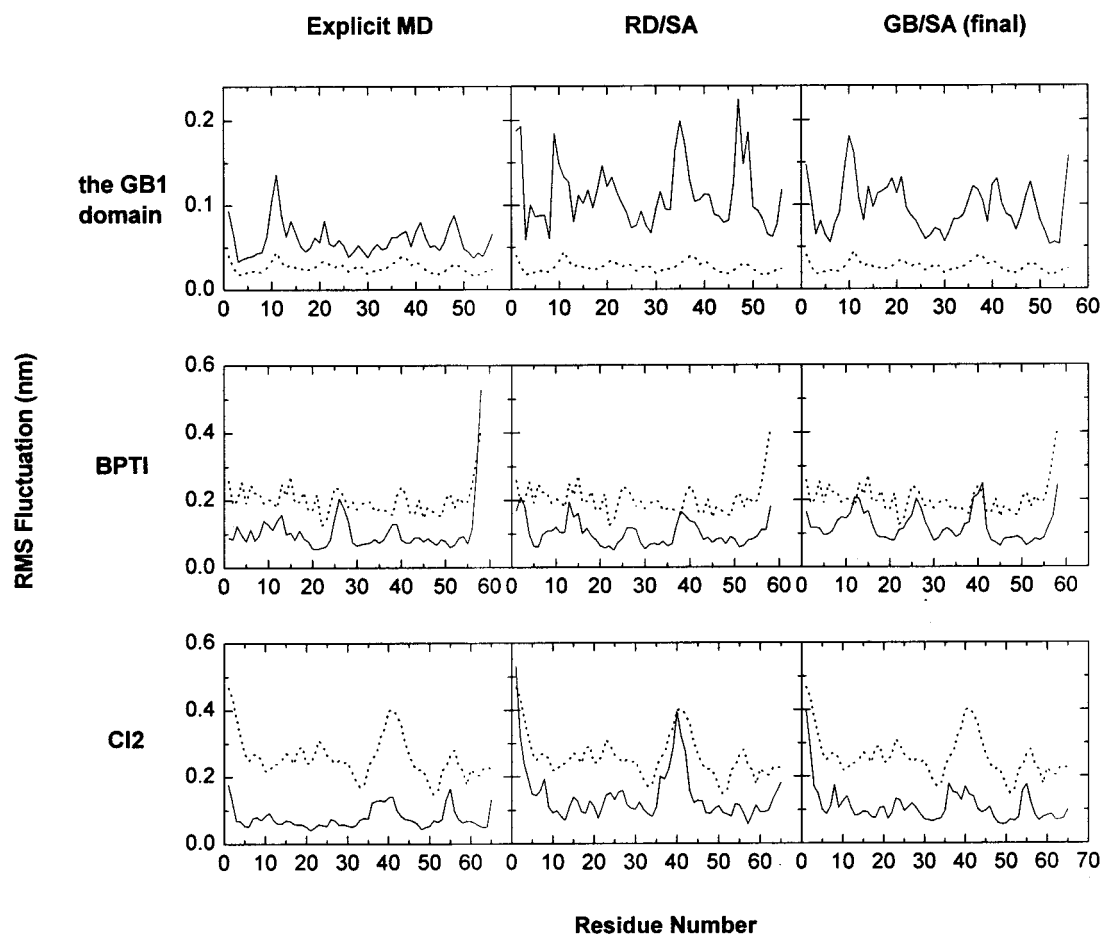 Explicit MD RD/SA GB/SA (final)
the GB1
domain
0.2
0.1
0.0
0 10 20 30 40 50 0 10 20 30 40 50 0 10 20 30 40 50 60
RMS Fluctuation (nm)
BPTI
0.6
0.4
0.2
0.0
0 10 20 30 40 50 60 0 10 20 30 40 50 60 0 10 20 30 40 50 60
CI2
0.6
0.4
0.2
0.0
0 10 20 30 40 50 60 0 10 20 30 40 50 60 0 10 20 30 40 50 60 70
Residue Number